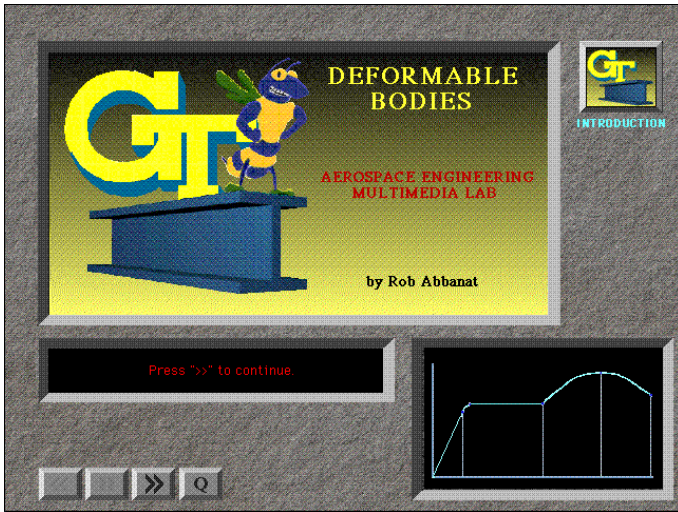 GT
DEFORMABLE
BODIES
AEROSPACE ENGINEERING
MULTIMEDIA LAB
by Rob Abbanat
GT
INTRODUCTION
Press ">>" to continue.
>>
Q